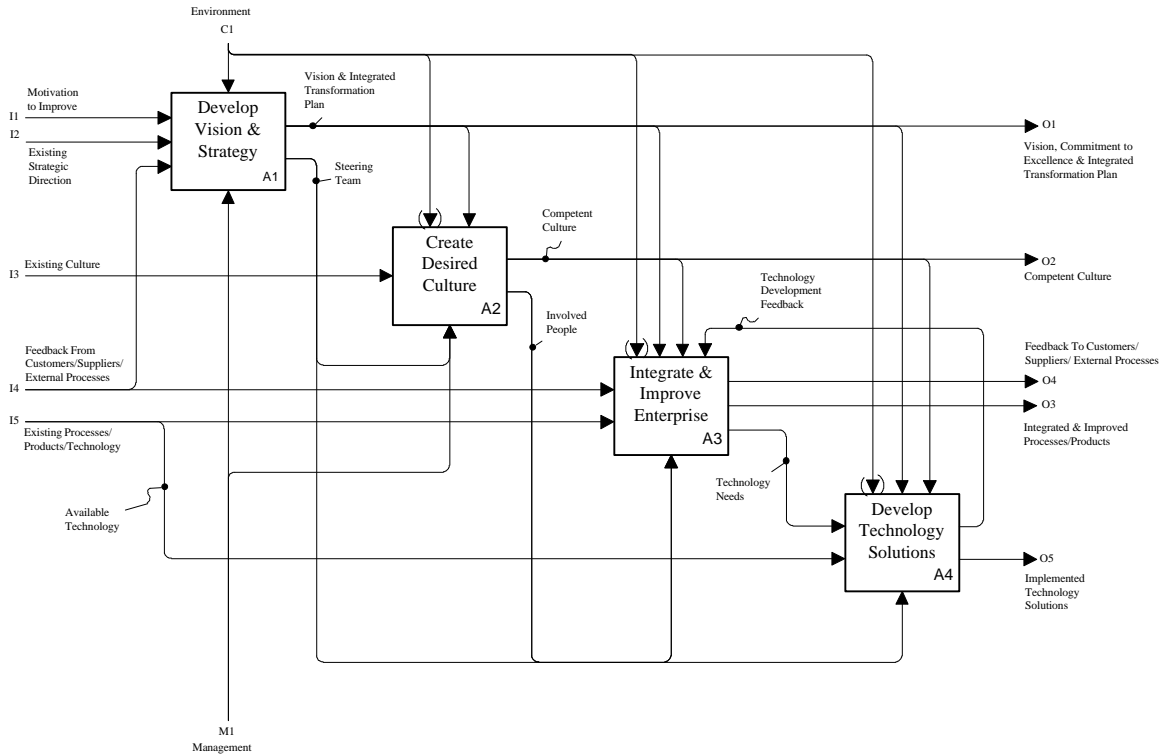 Environment
C1
Motivation
to Improve
I1
I2
Existing
Strategic
Direction
Develop
Vision &
Strategy
A1
Vision & Integrated
Transformation
Plan
Steering
Team
O1
Vision, Commitment to
Excellence & Integrated
Transformation Plan
I3
Existing Culture
Create
Desired
Culture
A2
Competent
Culture
O2
Competent Culture
Technology
Development
Feedback
Involved
People
Feedback From
Customers/Suppliers/
External Processes
I4
I5
Existing Processes/
Products/Technology
Integrate &
Improve
Enterprise
A3
Feedback To Customers/
Suppliers/ External Processes
O4
O3
Integrated & Improved
Processes/Products
Technology
Needs
Available
Technology
Develop
Technology
Solutions
A4
O5
Implemented
Technology
Solutions
M1
Management